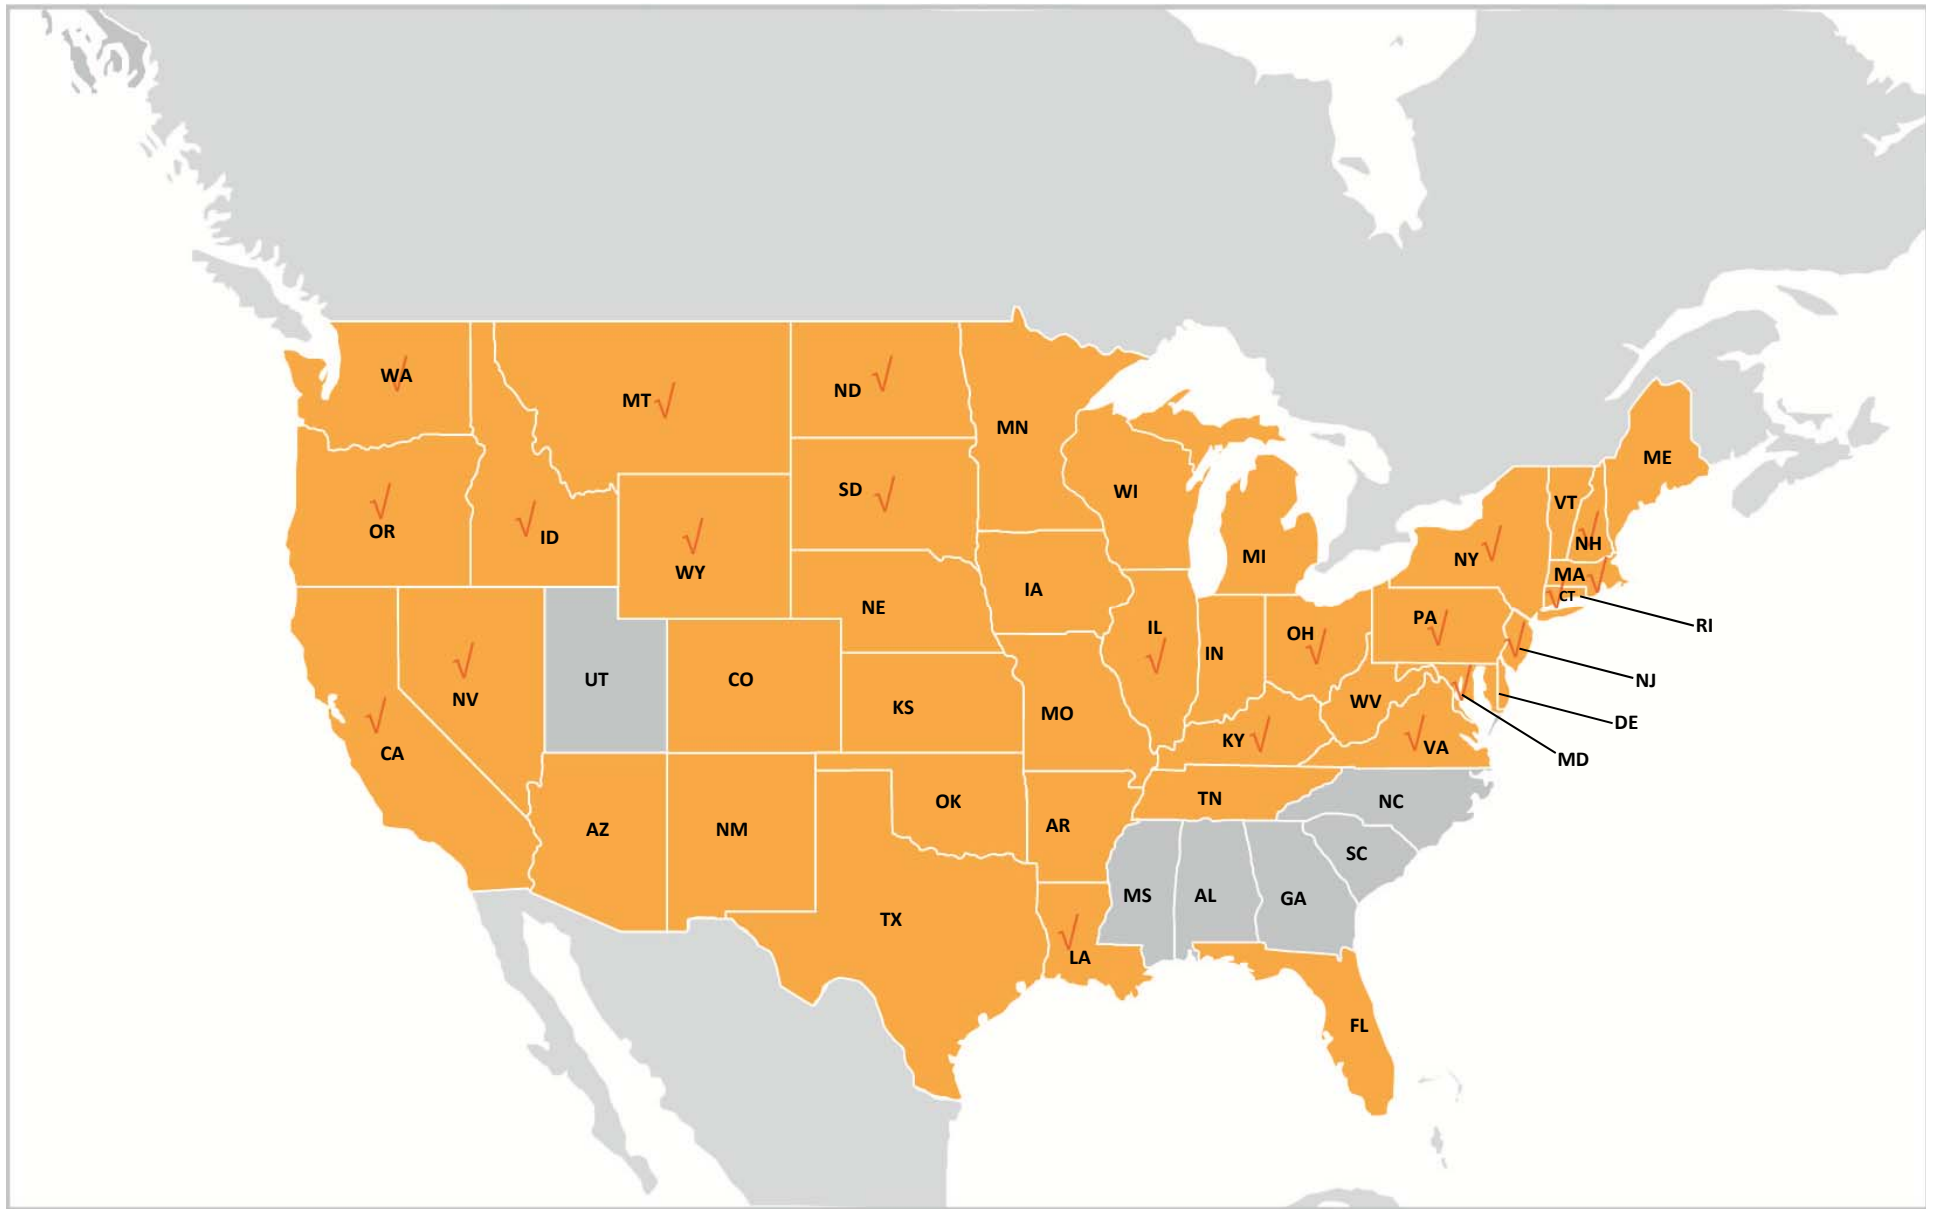 WA
MT √
ND √
MN
ME
SD √
WI
VT
√
OR
√ ID
√
WY
NY √
√
NH
MI
MA √
IA
NE
√ CT
RI
IL
√
OH √
PA √
√
NJ
IN
√
NV
UT
CO
KS
MO
WV
DE
√
CA
KY √
√ VA
√
MD
AZ
NM
OK
TN
NC
AR
SC
MS
AL
GA
TX
√
LA
FL